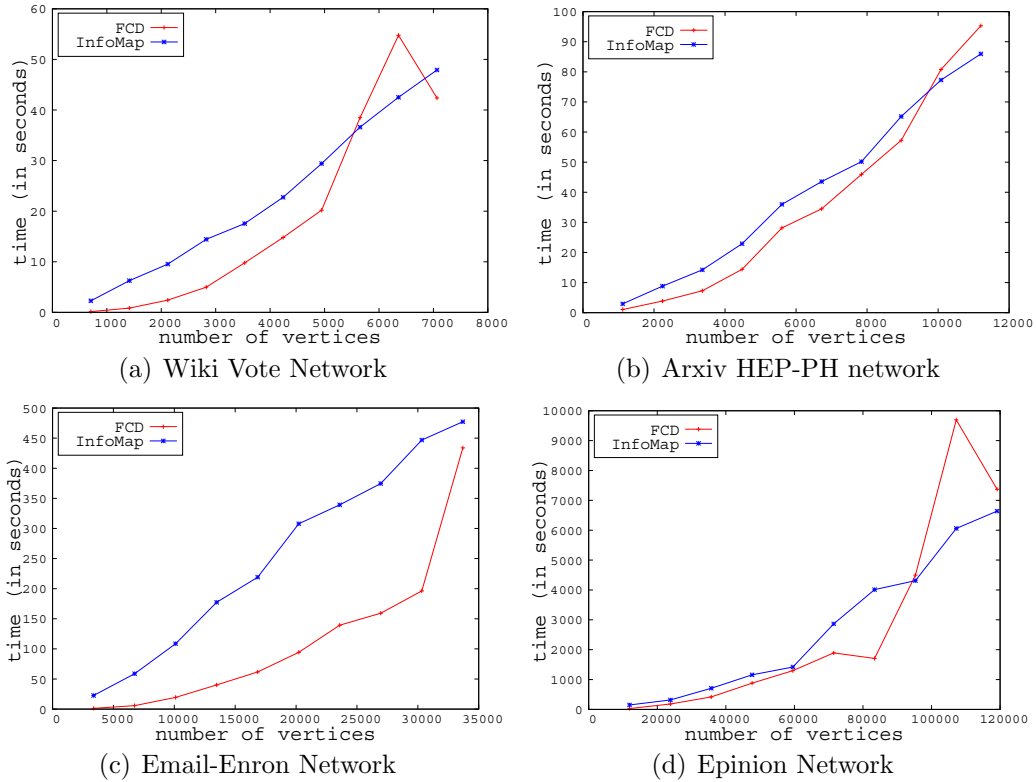 60
50
40
30
20
10
0
time (in seconds)
FCD
InfoMap
0 1000 2000 3000 4000 5000 6000 7000 8000
number of vertices
(a) Wiki Vote Network
100
90
80
70
60
50
40
30
20
10
0
time (in seconds)
FCD
InfoMap
0 2000 4000 6000 8000 10000 12000
number of vertices
(b) Arxiv HEP-PH network
500
450
400
350
300
250
200
150
100
50
0
time (in seconds)
FCD
InfoMap
0 5000 10000 15000 20000 25000 30000 35000
number of vertices
(c) Email-Enron Network
10000
9000
8000
7000
6000
5000
4000
3000
2000
1000
0
time (in seconds)
FCD
InfoMap
0 20000 40000 60000 80000 100000 120000
number of vertices
(d) Epinion Network